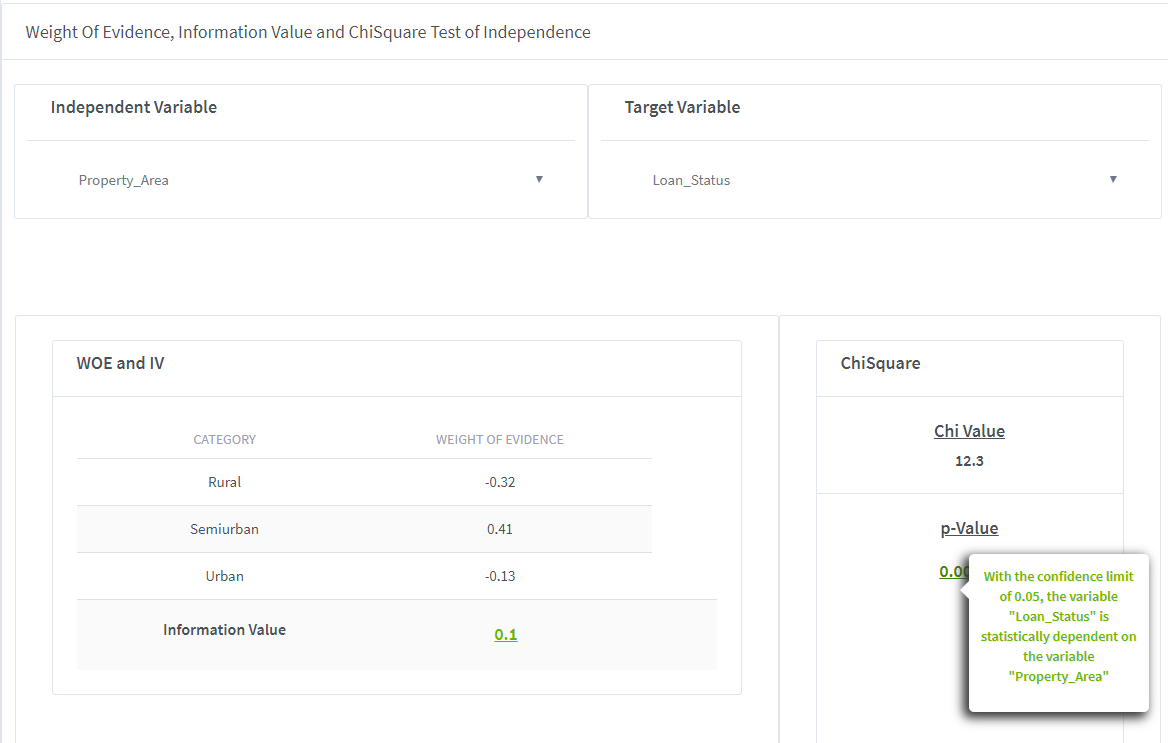 Weight Of Evidence, Information Value and ChiSquare Test of Independence
Independent Variable
Target Variable
Property_Area
Loan_Status
WOE and IV
CATEGORY WEIGHT OF EVIDENCE
Rural -0.32
Semiurban 0.41
Urban -0.13
Information Value 0.1
ChiSquare
Chi Value
12.3
p-Value
With the confidence limit
of 0.05, the variable
"Loan_Status" is
statistically dependent on
the variable
"Property_Area"